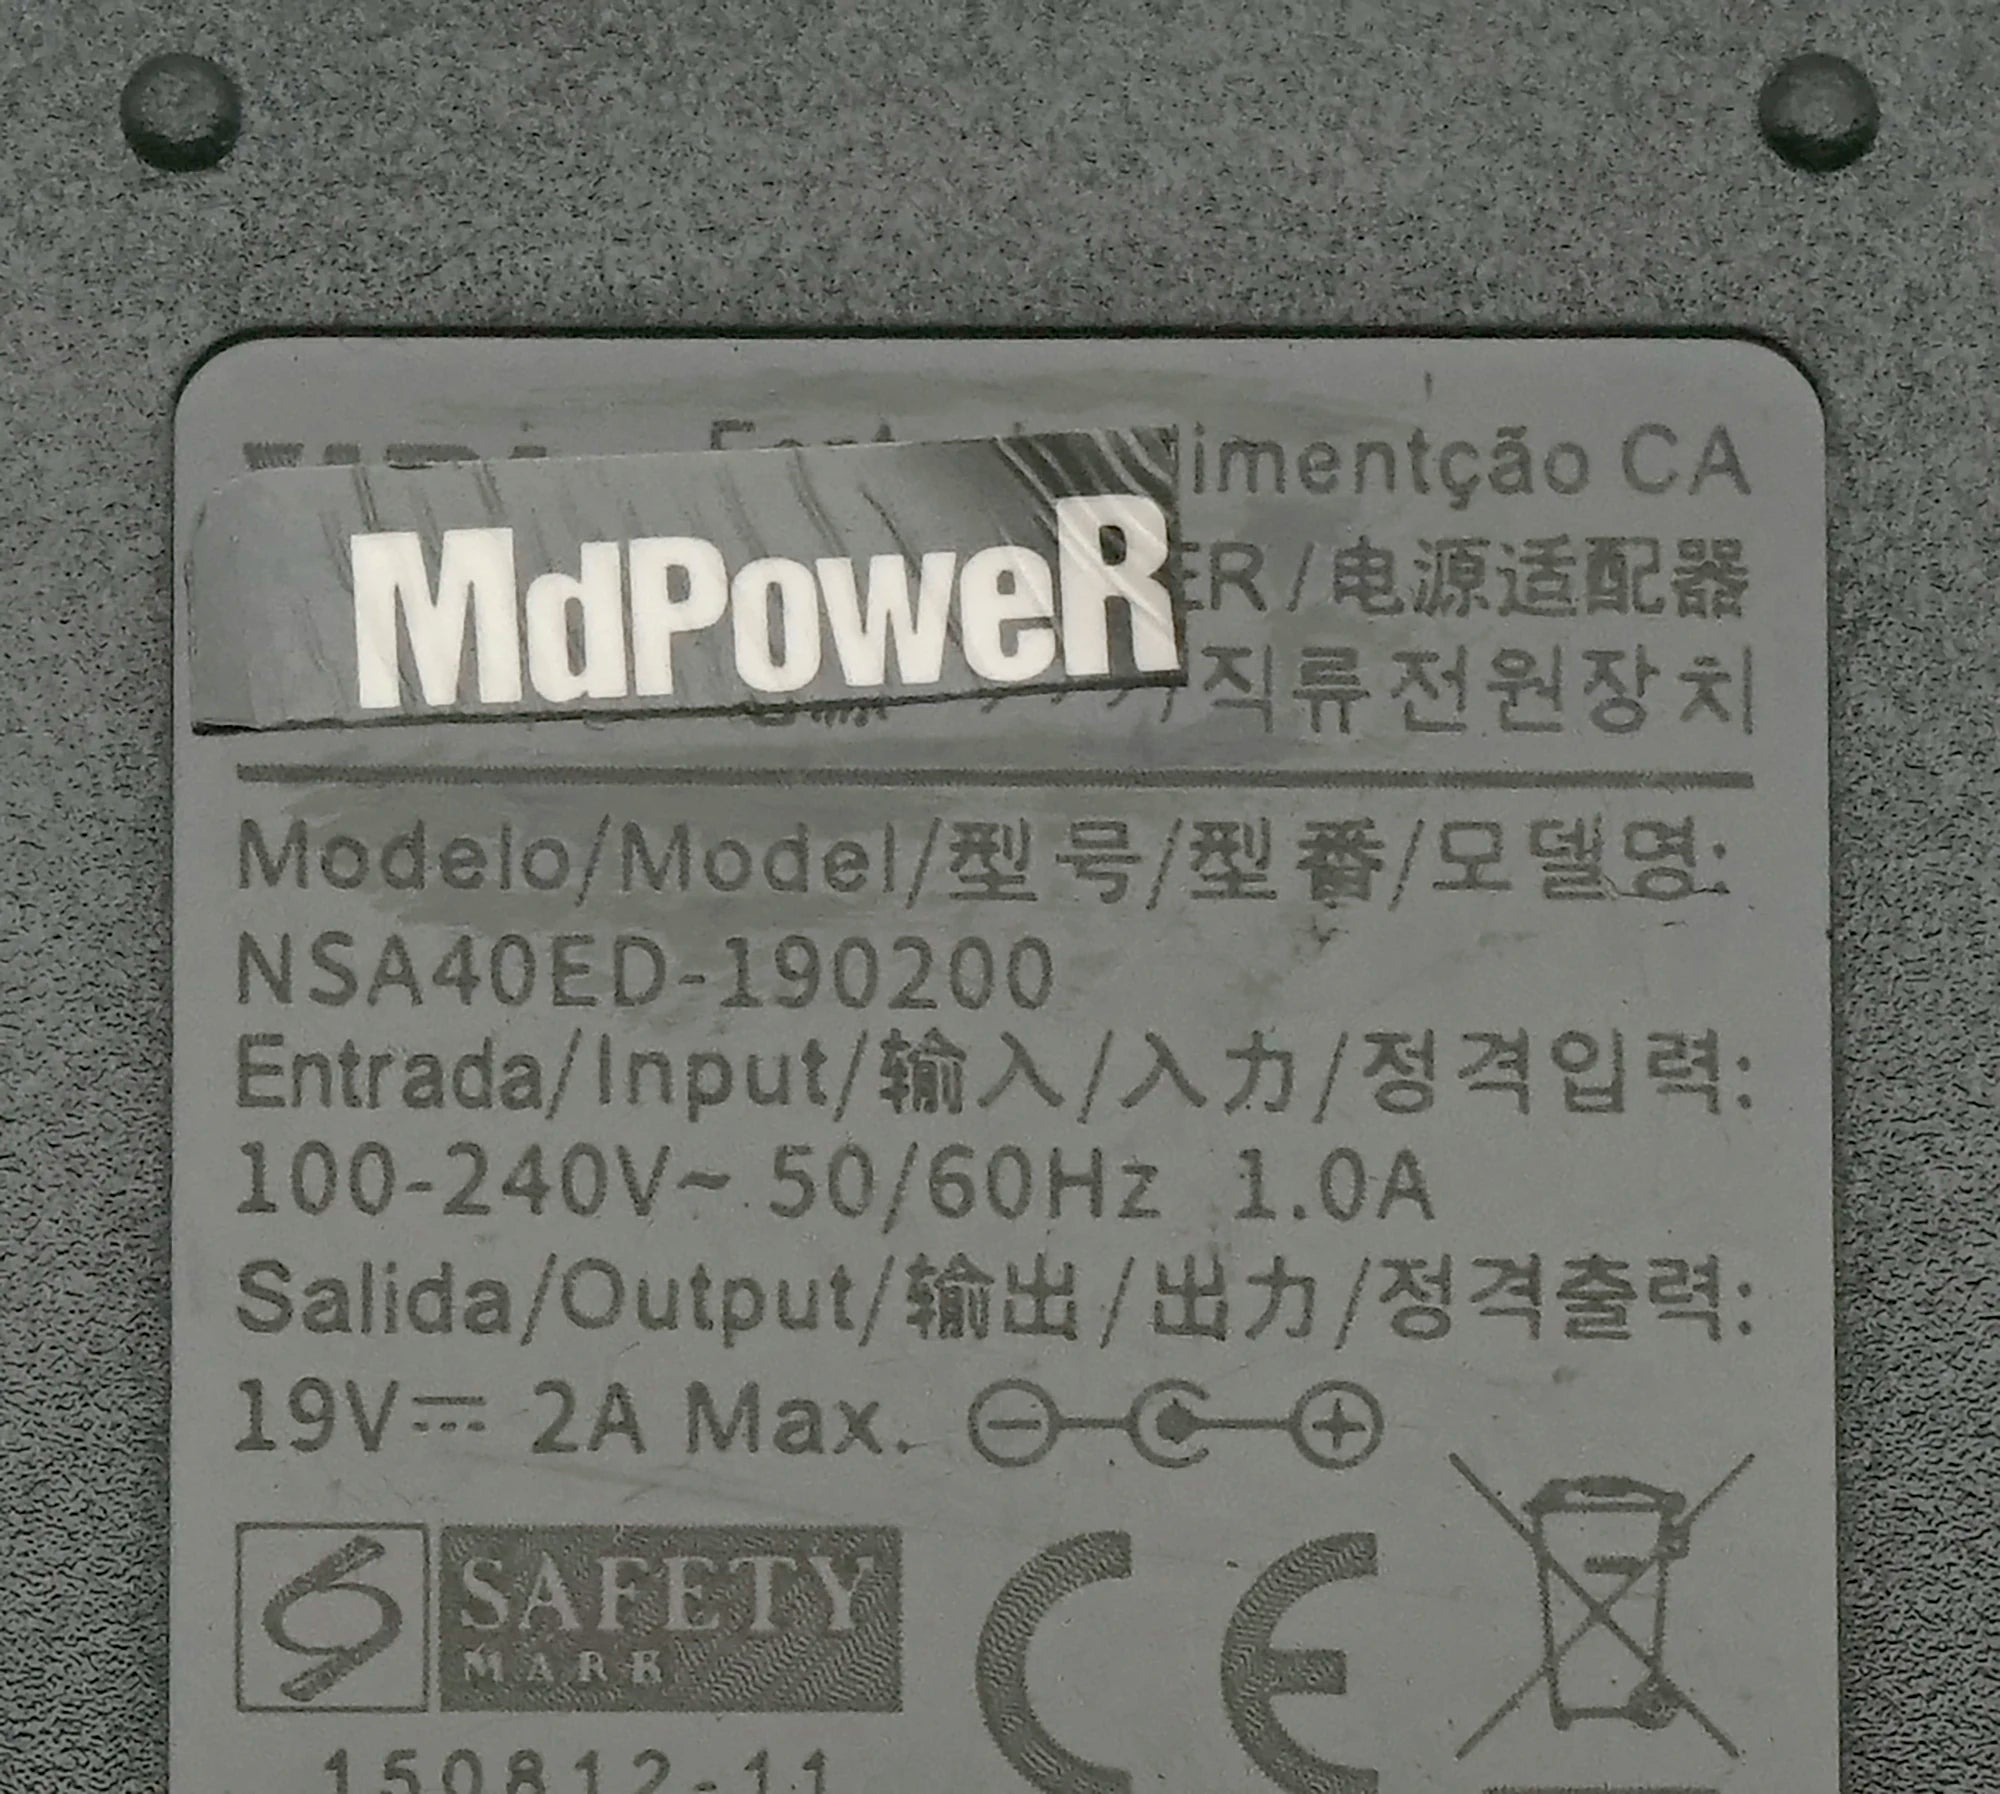 imentção CA
MdPoweR
ER/电源适配器
직류전원장치
Modelo/Model/型号/型番/모델명:
NSA40ED-190200
Entrada/Input/输入/入力/정격입력:
100-240V~ 50/60Hz 1.0A
Salida/Output/输出/出力/정격출력:
19V⎓ 2A Max.
SAFETY
MARK
CE
150812-11